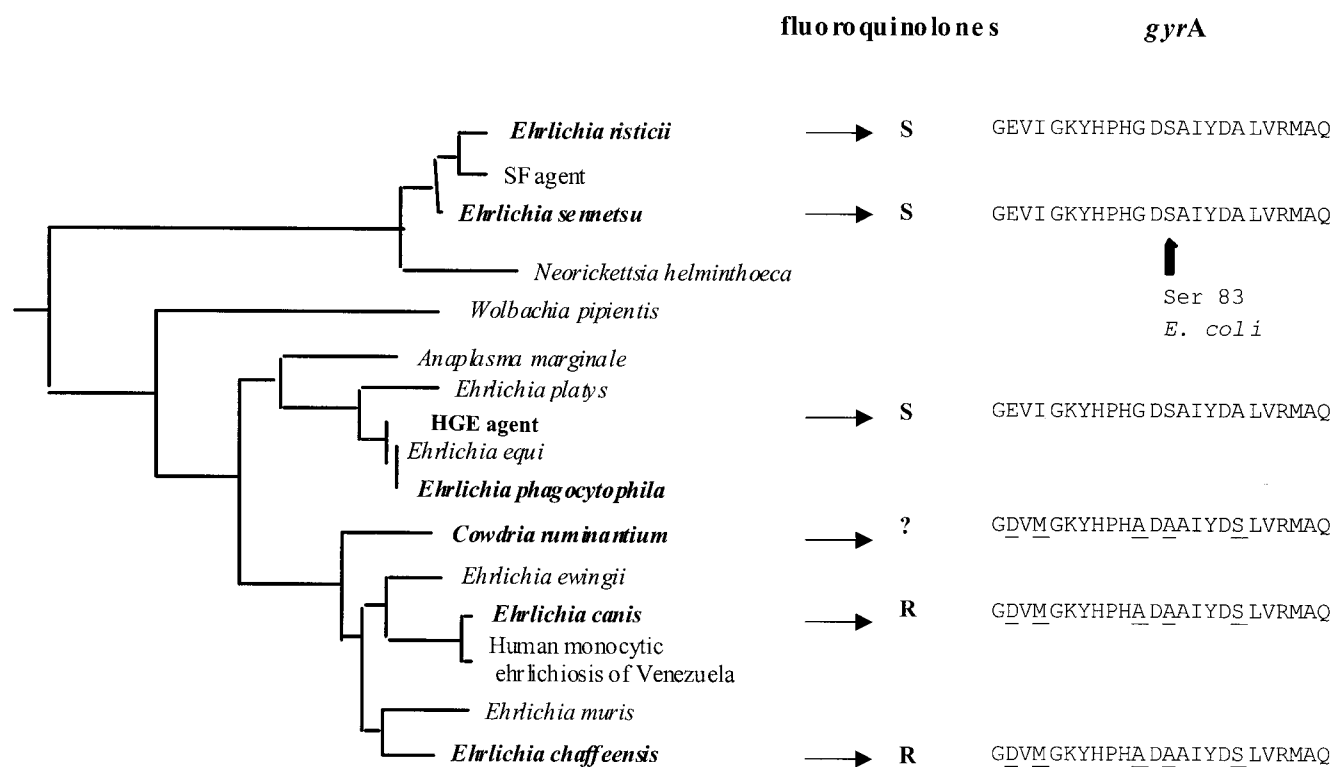 fluoroquinolones gyrA
Ehrlichia risticii S GEVIGKYHPHGDSAIYDALVRMAQ
SF agent
Ehrlichia sennetsu S GEVIGKYHPHGDSAIYDALVRMAQ
Neorickettsia helminthoeca
Ser 83
Wolbachia pipientis
E. coli
Anaplasma marginale
Ehrlichia platys
HGE agent S GEVIGKYHPHGDSAIYDALVRMAQ
Ehrlichia equi
Ehrlichia phagocytophila
Cowdria ruminantium ? GDVMGKYHPHADAAIYDSLVRMAQ
Ehrlichia ewingii
Ehrlichia canis R GDVMGKYHPHADAAIYDSLVRMAQ
Human monocytic
ehrlichiosis of Venezuela
Ehrlichia muris
Ehrlichia chaffeensis R GDVMGKYHPHADAAIYDSLVRMAQ